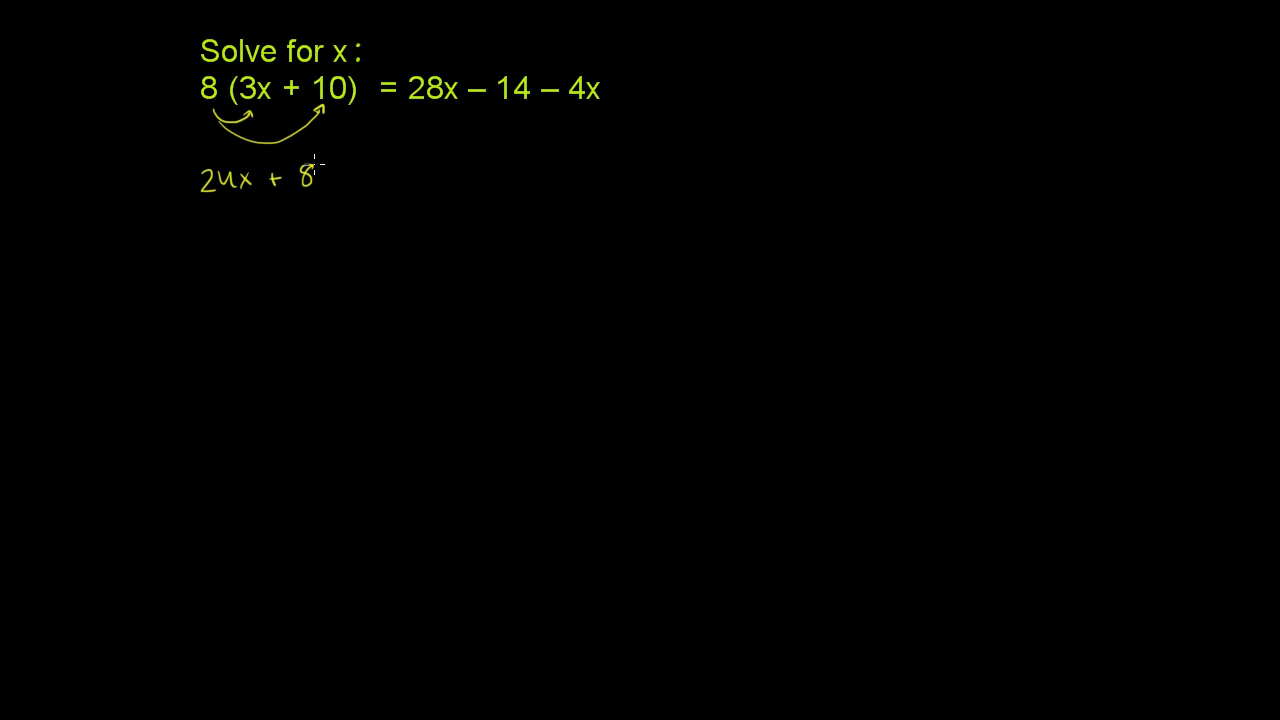 Solve for x:
8 (3x + 10) = 28x – 14 – 4x
24x + 8